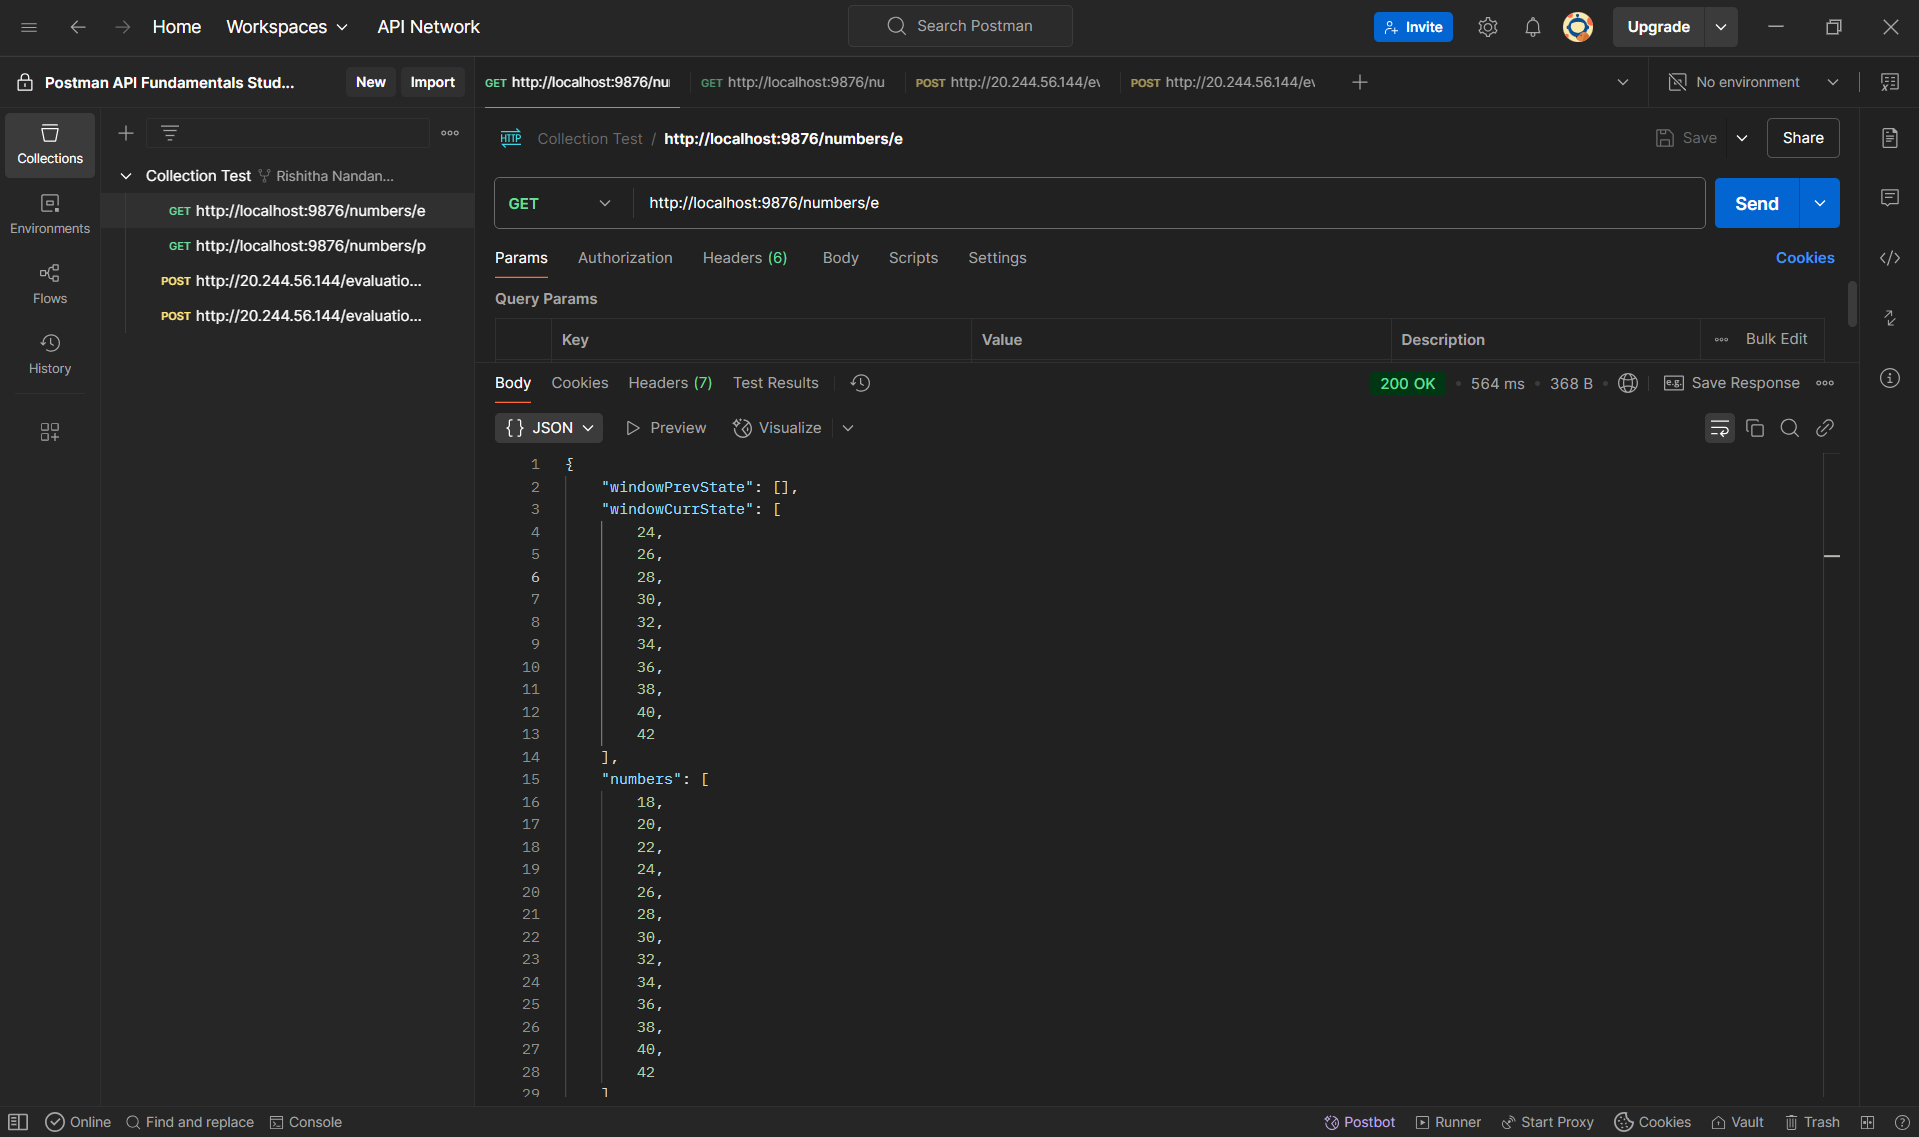 Home Workspaces API Network Search Postman Invite Upgrade
Postman API Fundamentals Stud... New Import GET http://localhost:9876/nu GET http://localhost:9876/nu POST http://20.244.56.144/ev POST http://20.244.56.144/ev No environment
Collections
Environments
Flows
History
Collection Test Rishitha Nandan...
GET http://localhost:9876/numbers/e
GET http://localhost:9876/numbers/p
POST http://20.244.56.144/evaluatio...
POST http://20.244.56.144/evaluatio...
HTTP Collection Test / http://localhost:9876/numbers/e Save Share
GET http://localhost:9876/numbers/e Send
Params Authorization Headers (6) Body Scripts Settings Cookies
Query Params
Key Value Description Bulk Edit
Body Cookies Headers (7) Test Results 200 OK 564 ms 368 B e.g. Save Response
{} JSON Preview Visualize
1 {
2 "windowPrevState": [],
3 "windowCurrState": [
4 24,
5 26,
6 28,
7 30,
8 32,
9 34,
10 36,
11 38,
12 40,
13 42
14 ],
15 "numbers": [
16 18,
17 20,
18 22,
19 24,
20 26,
21 28,
22 30,
23 32,
24 34,
25 36,
26 38,
27 40,
28 42
29 ]
Online Find and replace Console Postbot Runner Start Proxy Cookies Vault Trash